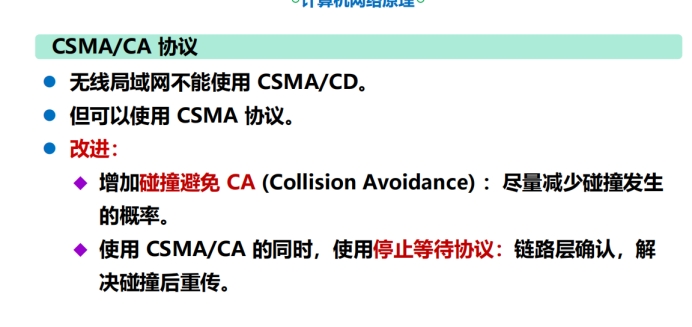 计算机网络原理
CSMA/CA 协议
无线局域网不能使用 CSMA/CD。
但可以使用 CSMA 协议。
改进：
增加碰撞避免 CA (Collision Avoidance) ：尽量减少碰撞发生
的概率。
使用 CSMA/CA 的同时，使用停止等待协议：链路层确认，解
决碰撞后重传。